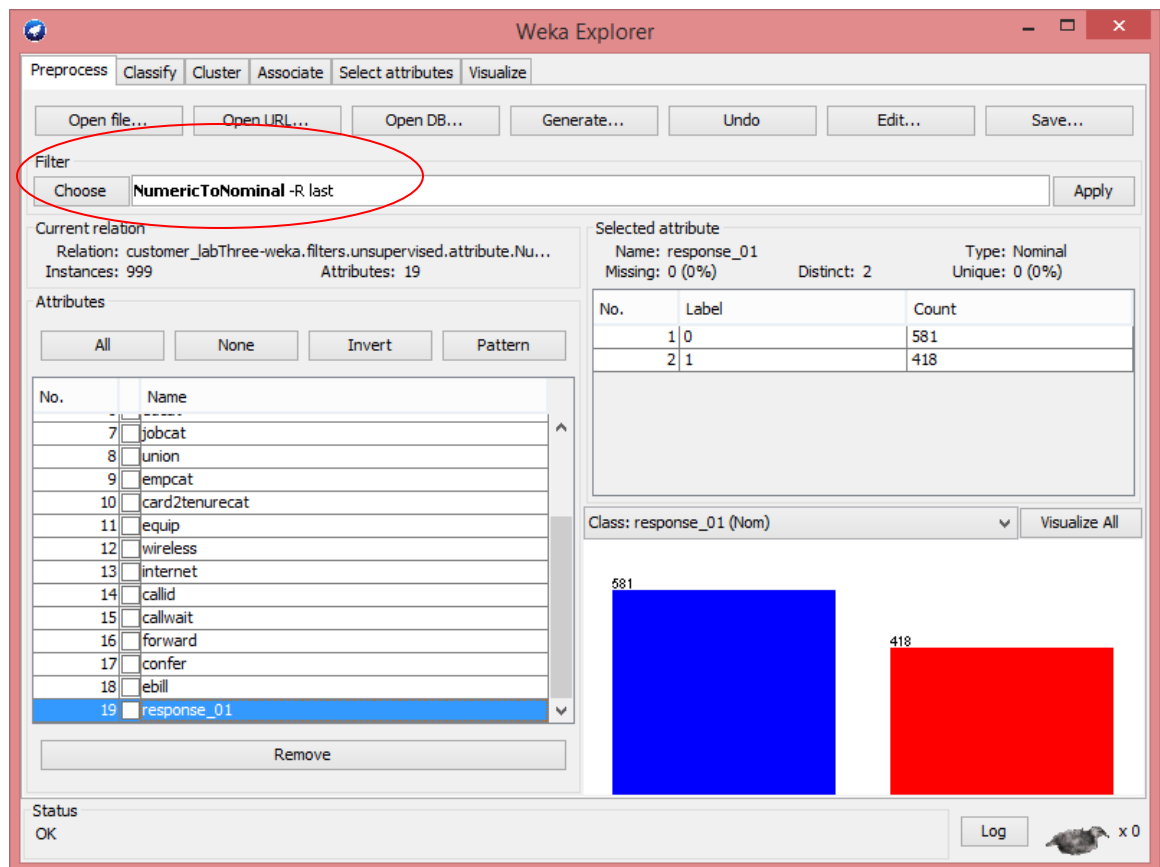 Weka Explorer
Preprocess Classify Cluster Associate Select attributes Visualize
Open file... Open URL... Open DB... Generate... Undo Edit... Save...
Filter
Choose NumericToNominal -R last Apply
Current relation
Relation: customer_labThree-weka.filters.unsupervised.attribute.Nu...
Instances: 999 Attributes: 19
Attributes
All None Invert Pattern
No. Name
7 jobcat
8 union
9 empcat
10 card2tenurecat
11 equip
12 wireless
13 internet
14 callid
15 callwait
16 forward
17 confer
18 ebill
19 response_01
Remove
Selected attribute
Name: response_01 Type: Nominal
Missing: 0 (0%) Distinct: 2 Unique: 0 (0%)
No. Label Count
1 0 581
2 1 418
Class: response_01 (Nom) Visualize All
581
418
Status
OK
Log x 0